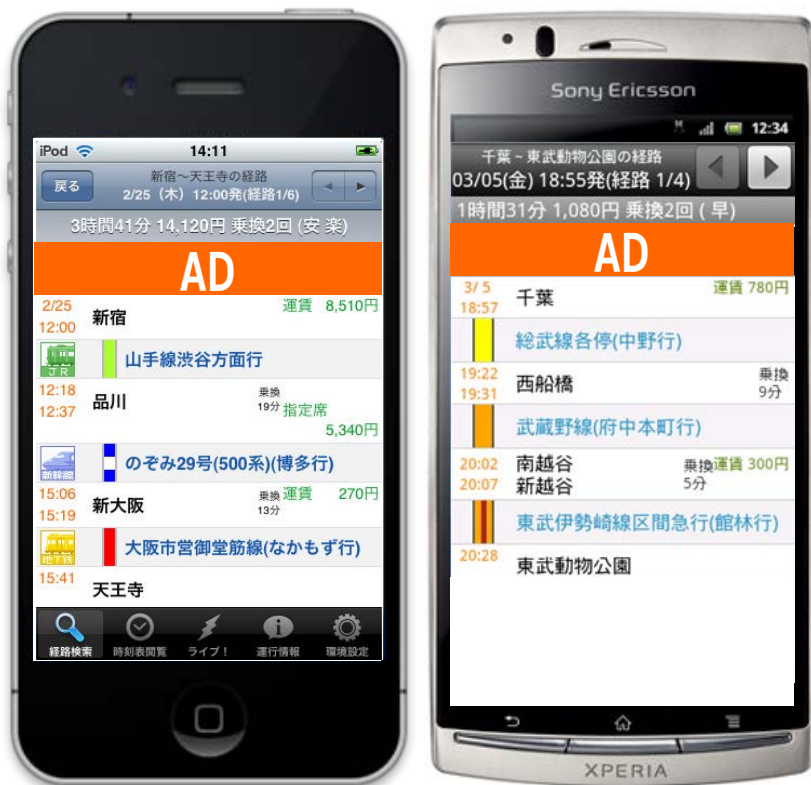 iPod 14:11
戻る
新宿～天王寺の経路
2/25（木）12:00発(経路1/6)
3時間41分 14,120円 乗換2回 (安 楽)
AD
2/25
12:00
新宿
運賃 8,510円
JR
山手線渋谷方面行
12:18
12:37
品川
乗換
19分
指定席
5,340円
新幹線
のぞみ29号(500系)(博多行)
15:06
15:19
新大阪
乗換
13分
運賃 270円
地下鉄
大阪市営御堂筋線(なかもず行)
15:41
天王寺
経路検索 時刻表閲覧 ライブ！ 運行情報 環境設定
Sony Ericsson
12:34
千葉～東武動物公園の経路
03/05(金) 18:55発(経路 1/4)
1時間31分 1,080円 乗換2回 ( 早)
AD
3/ 5
18:57
千葉
運賃 780円
総武線各停(中野行)
19:22
19:31
西船橋
乗換
9分
武蔵野線(府中本町行)
20:02
20:07
南越谷
新越谷
乗換
5分
運賃 300円
東武伊勢崎線区間急行(館林行)
20:28
東武動物公園
XPERIA